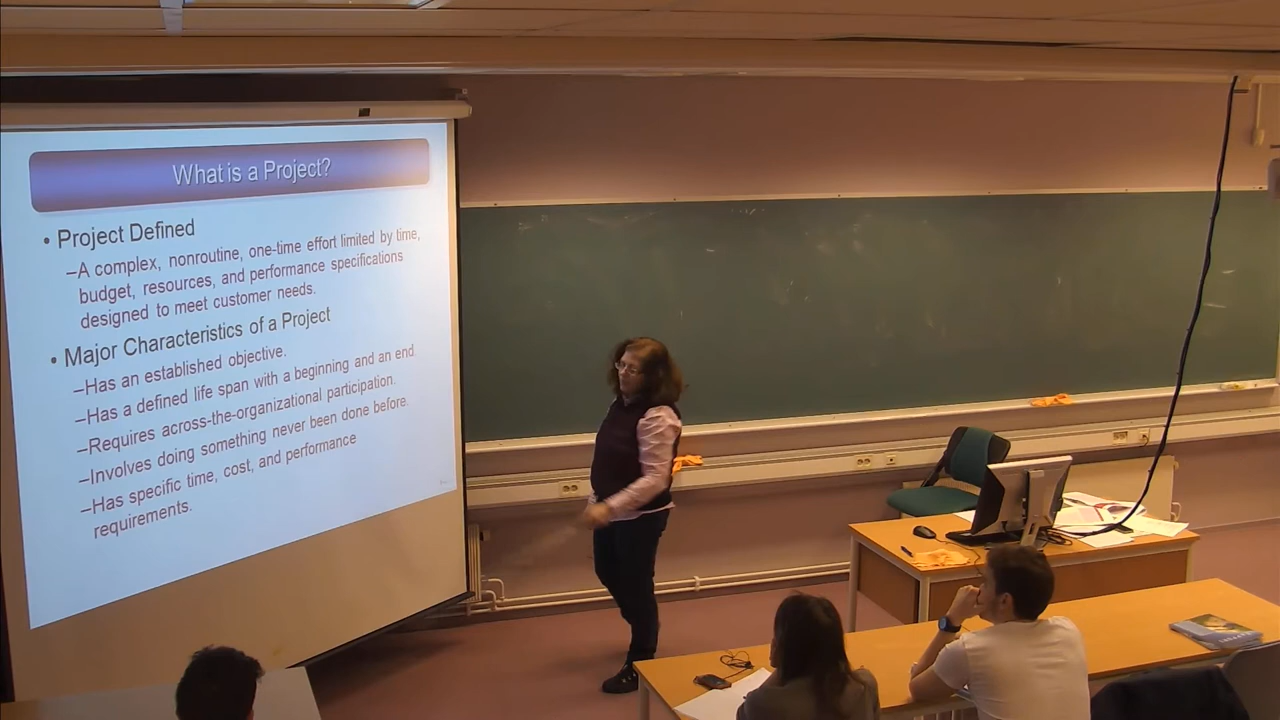 What is a Project?
• Project Defined
–A complex, nonroutine, one-time effort limited by time,
budget, resources, and performance specifications
designed to meet customer needs.
• Major Characteristics of a Project
–Has an established objective.
–Has a defined life span with a beginning and an end.
–Requires across-the-organizational participation.
–Involves doing something never been done before.
–Has specific time, cost, and performance
requirements.